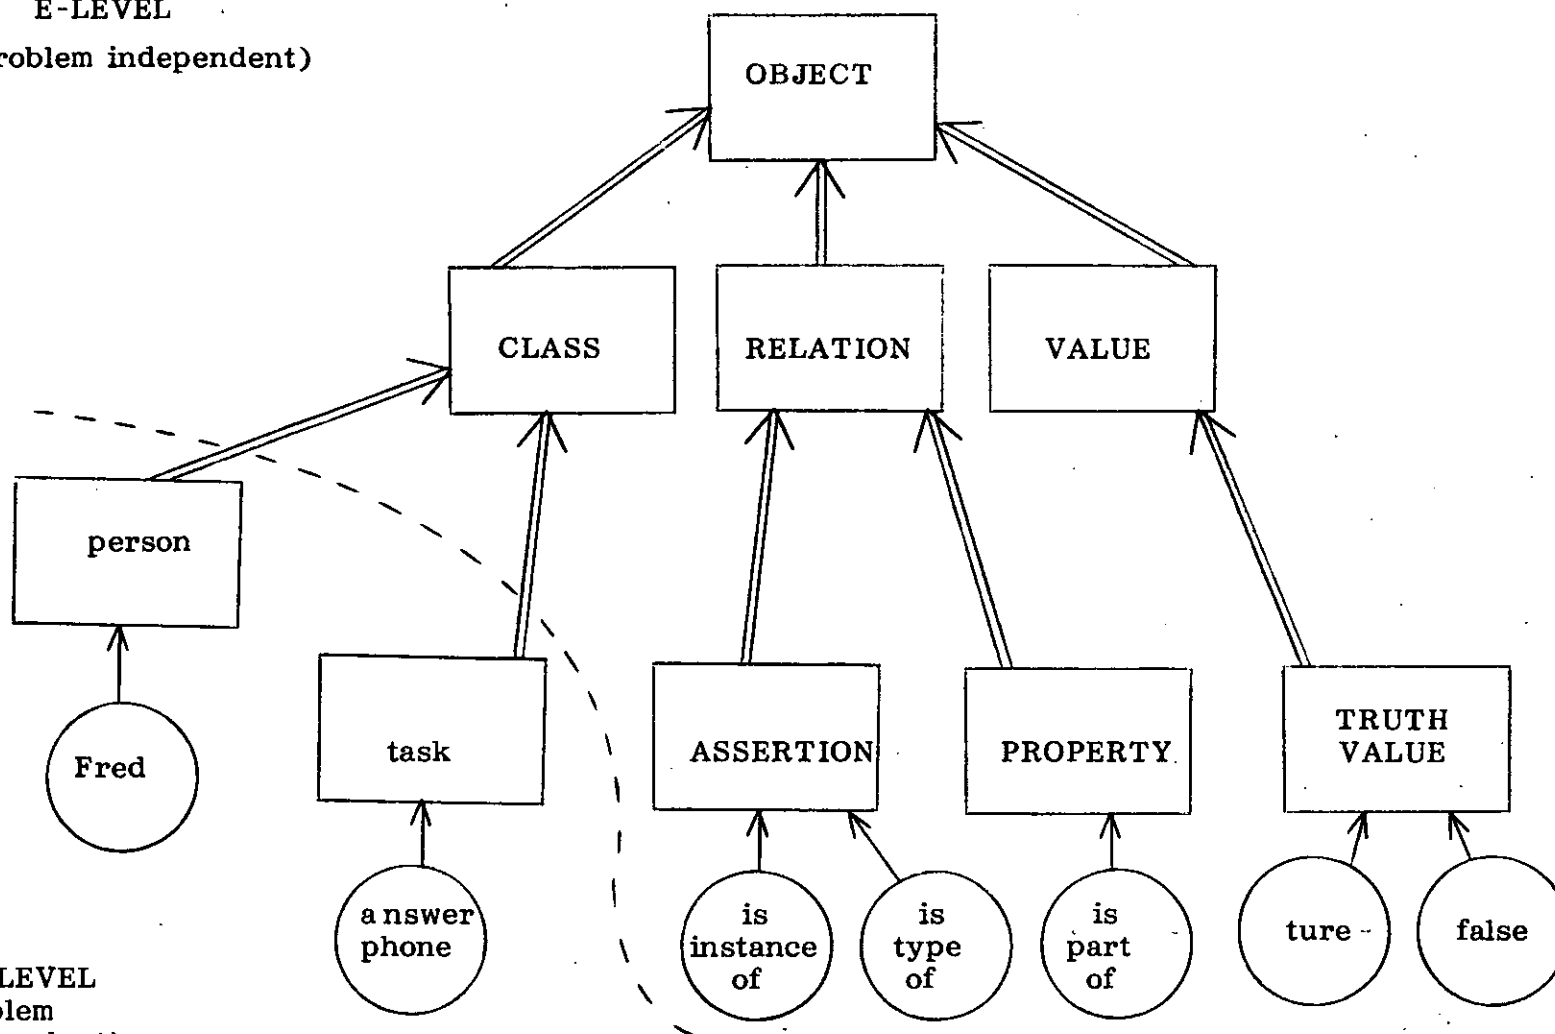 E-LEVEL
roblem independent)
OBJECT
CLASS
RELATION
VALUE
person
task
ASSERTION
PROPERTY
TRUTH
VALUE
Fred
answer
phone
is
instance
of
is
type
of
is
part
of
ture
false
LEVEL
lem